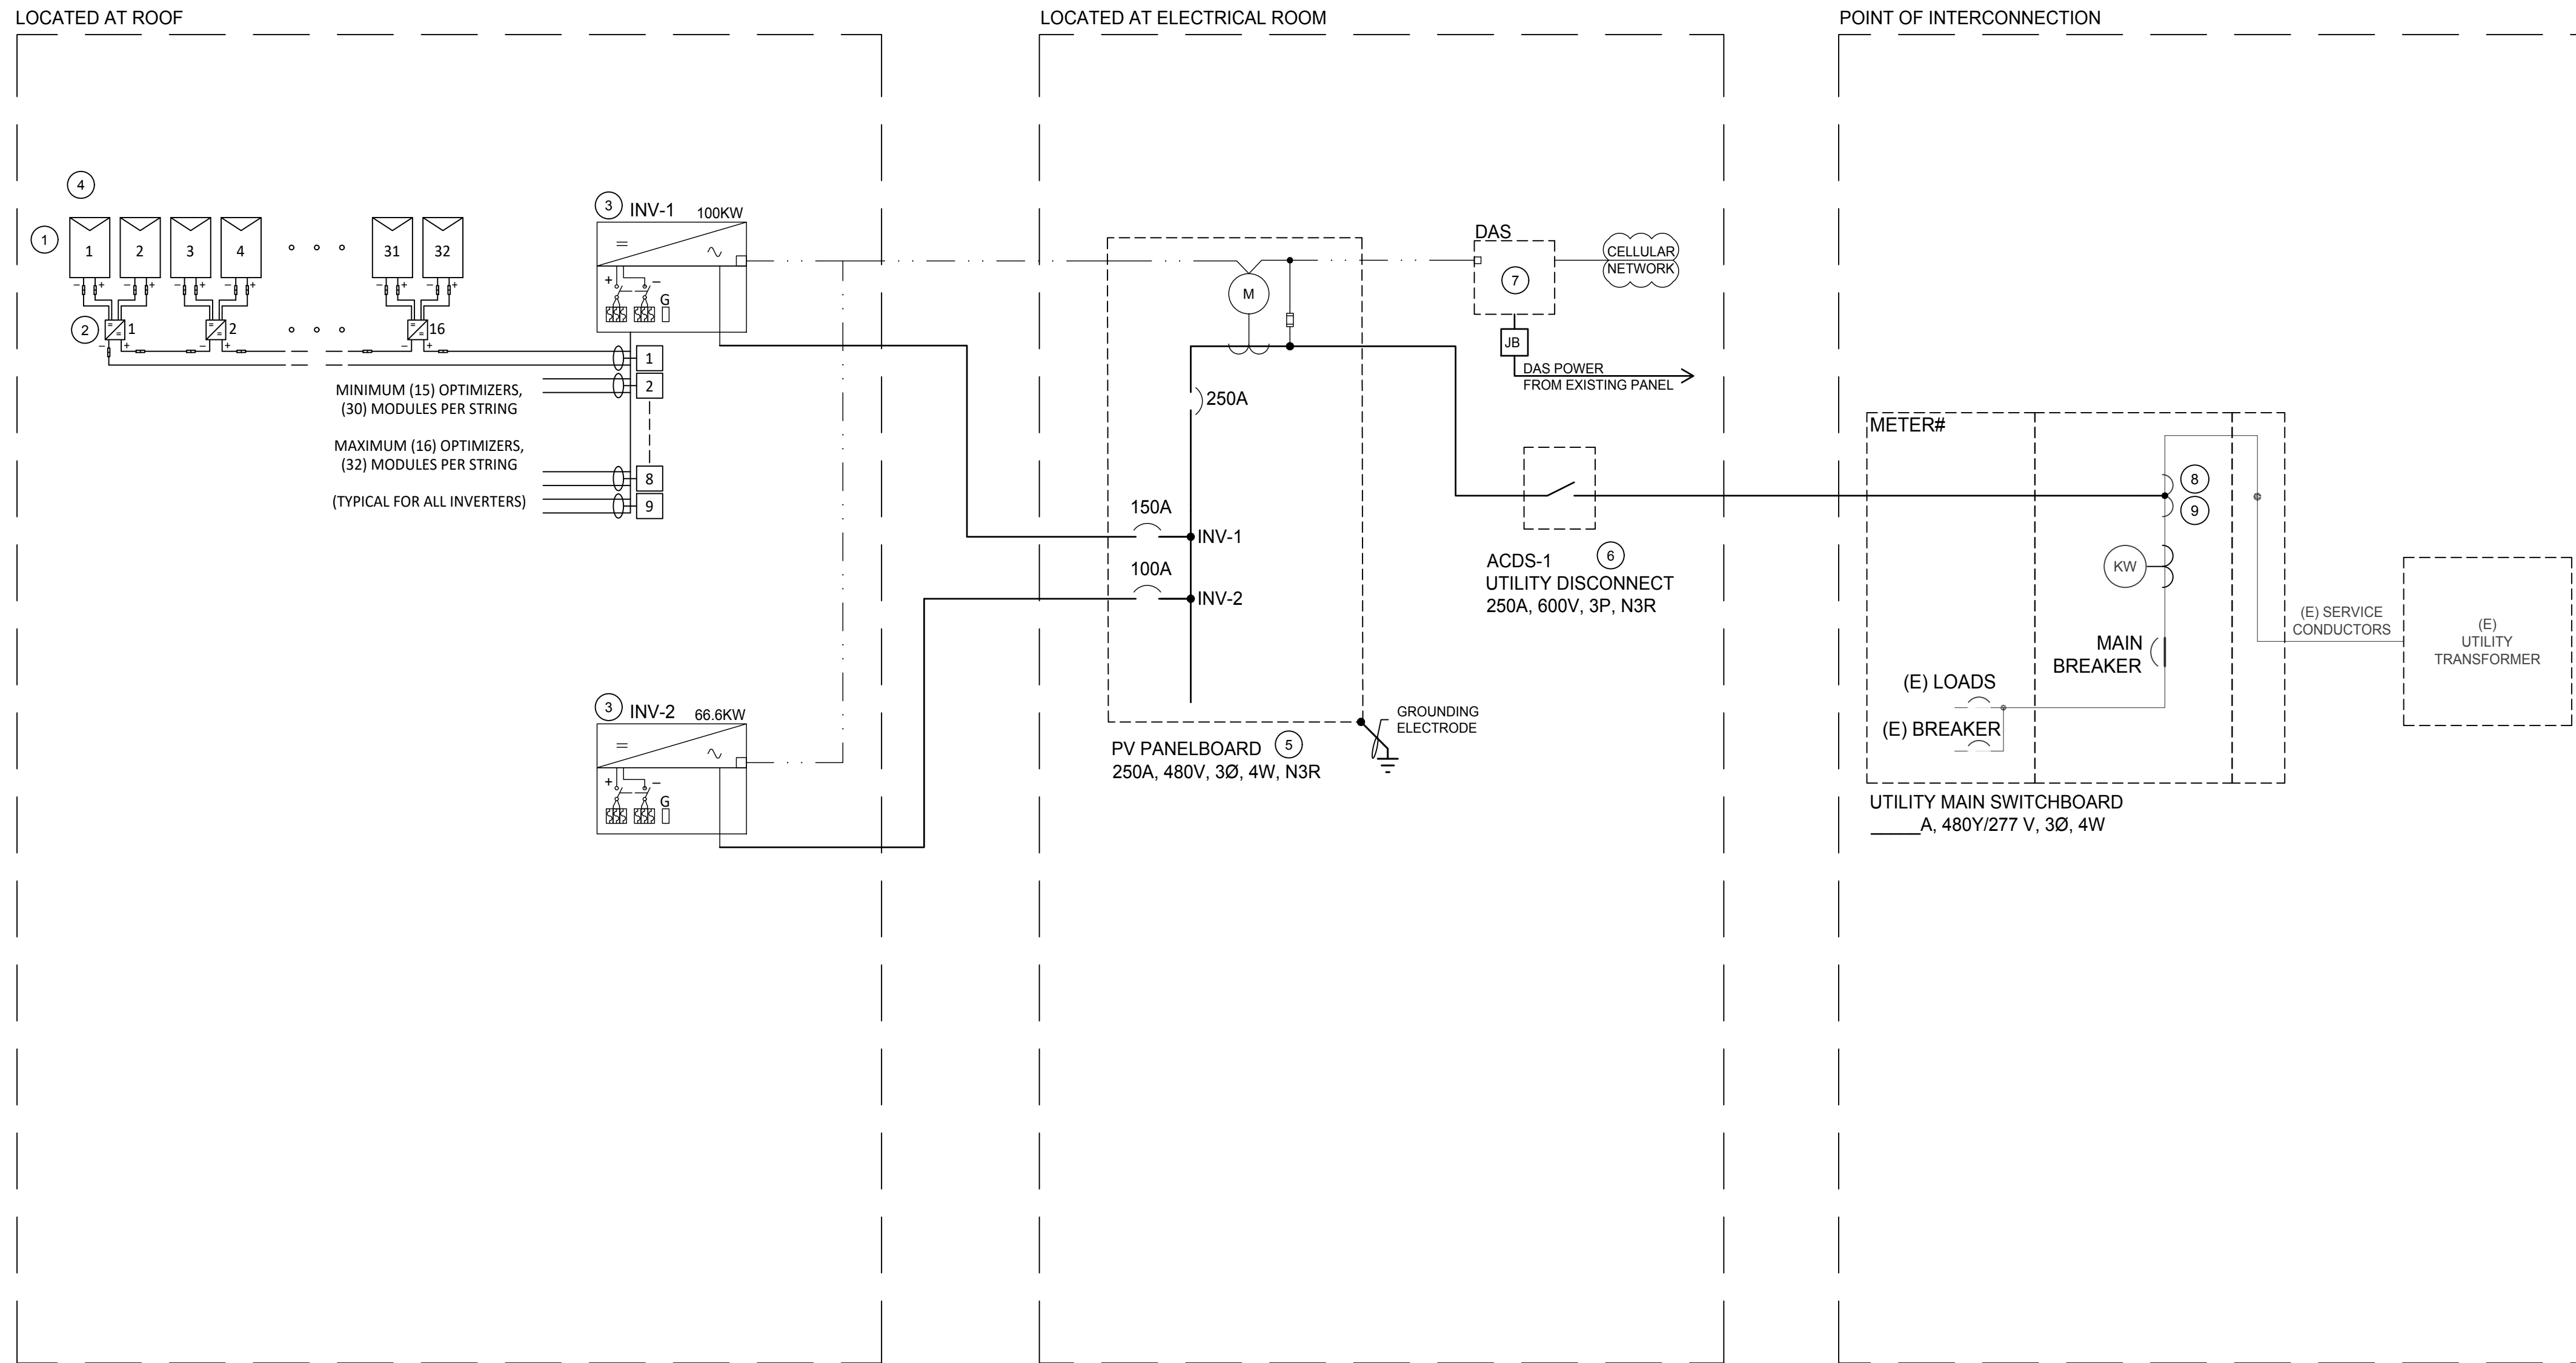 LOCATED AT ROOF
4
1
1
2
3
4
31
32
2
1
2
16
MINIMUM (15) OPTIMIZERS,
(30) MODULES PER STRING
MAXIMUM (16) OPTIMIZERS,
(32) MODULES PER STRING
(TYPICAL FOR ALL INVERTERS)
3
INV-1
100KW
+
–
G
1
2
8
9
3
INV-2
66.6KW
+
–
G
LOCATED AT ELECTRICAL ROOM
M
250A
150A
INV-1
100A
INV-2
PV PANELBOARD
5
250A, 480V, 3Ø, 4W, N3R
GROUNDING
ELECTRODE
DAS
7
CELLULAR
NETWORK
JB
DAS POWER
FROM EXISTING PANEL
ACDS-1
6
UTILITY DISCONNECT
250A, 600V, 3P, N3R
POINT OF INTERCONNECTION
METER#
8
9
KW
MAIN
BREAKER
(E) LOADS
(E) BREAKER
UTILITY MAIN SWITCHBOARD
_____A, 480Y/277 V, 3Ø, 4W
(E) SERVICE
CONDUCTORS
(E)
UTILITY
TRANSFORMER